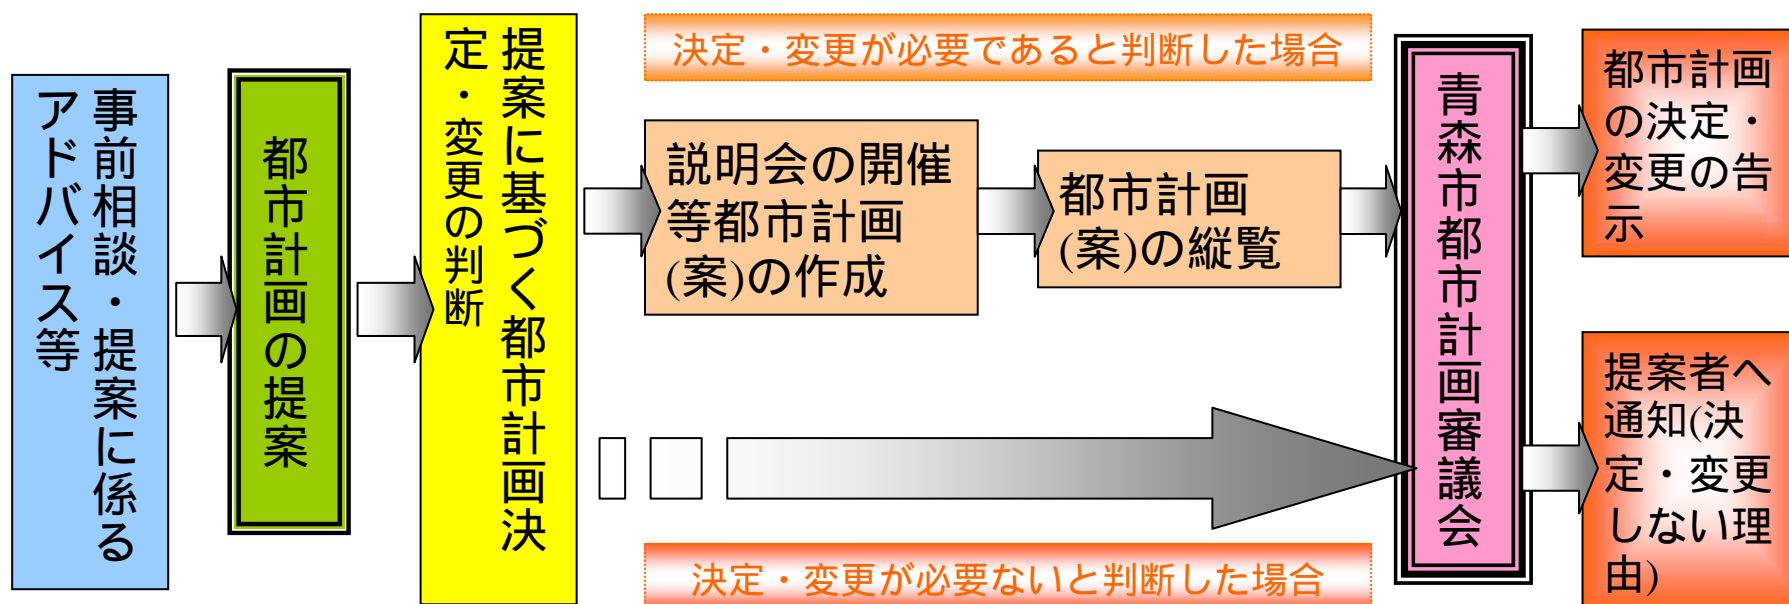 事前相談・提案に係る
アドバイス等
都市計画の提案
提案に基づく都市計画決
定・変更の判断
決定・変更が必要であると判断した場合
説明会の開催
等都市計画
(案)の作成
都市計画
(案)の縦覧
決定・変更が必要ないと判断した場合
青森市都市計画審議会
都市計画
の決定・
変更の告
示
提案者へ
通知(決
定・変更
しない理
由)